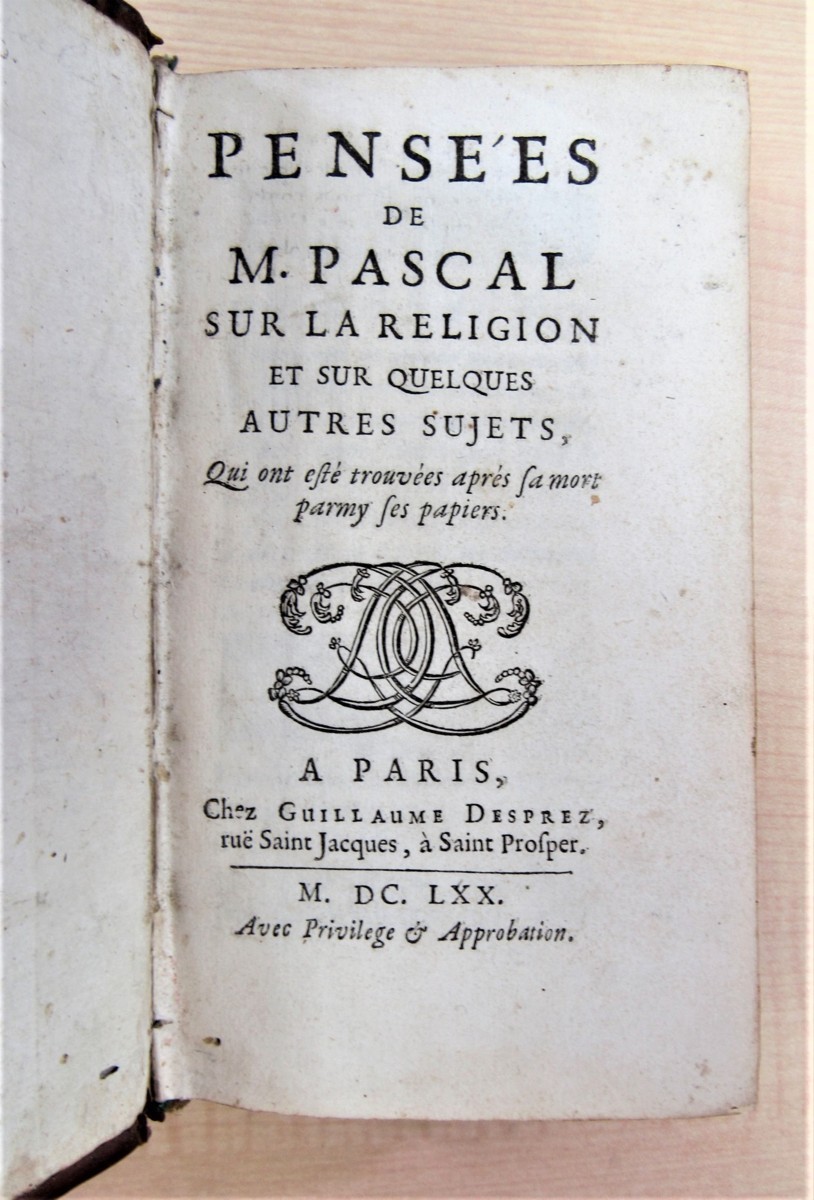 PENSE'ES
DE
M. PASCAL
SUR LA RELIGION
ET SUR QUELQUES
AUTRES SUJETS,
Qui ont eſté trouvées aprés ſa mort
parmy ſes papiers.
A PARIS,
Chez GUILLAUME DESPREZ,
ruë Saint Jacques, à Saint Proſper.
M. DC. LXX.
Avec Privilege & Approbation.